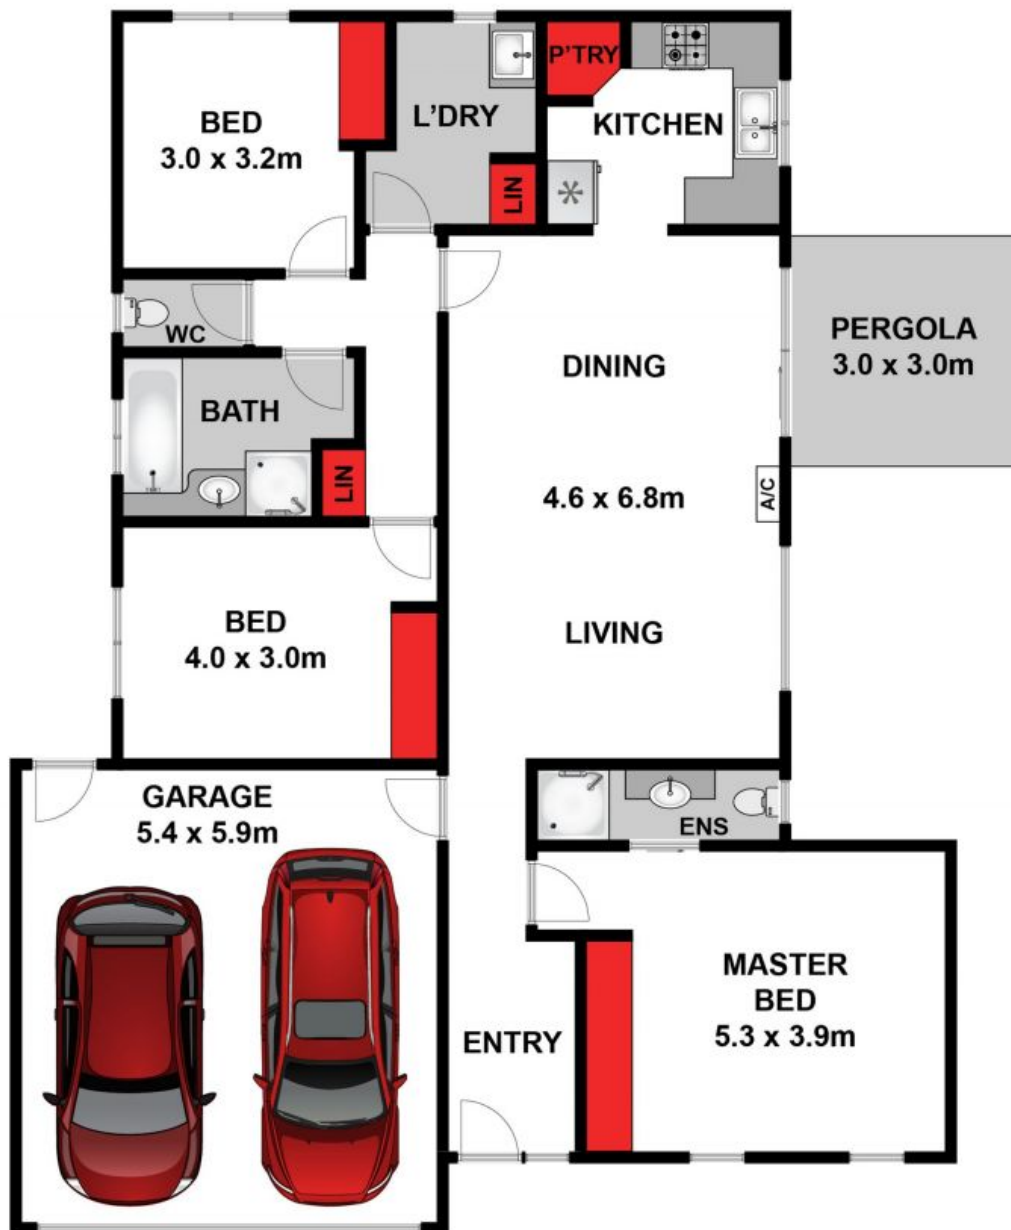 BED
3.0 x 3.2m
L'DRY
LIN
P'TRY
KITCHEN
WC
BATH
LIN
DINING
4.6 x 6.8m
LIVING
A/C
PERGOLA
3.0 x 3.0m
BED
4.0 x 3.0m
GARAGE
5.4 x 5.9m
ENS
ENTRY
MASTER
BED
5.3 x 3.9m